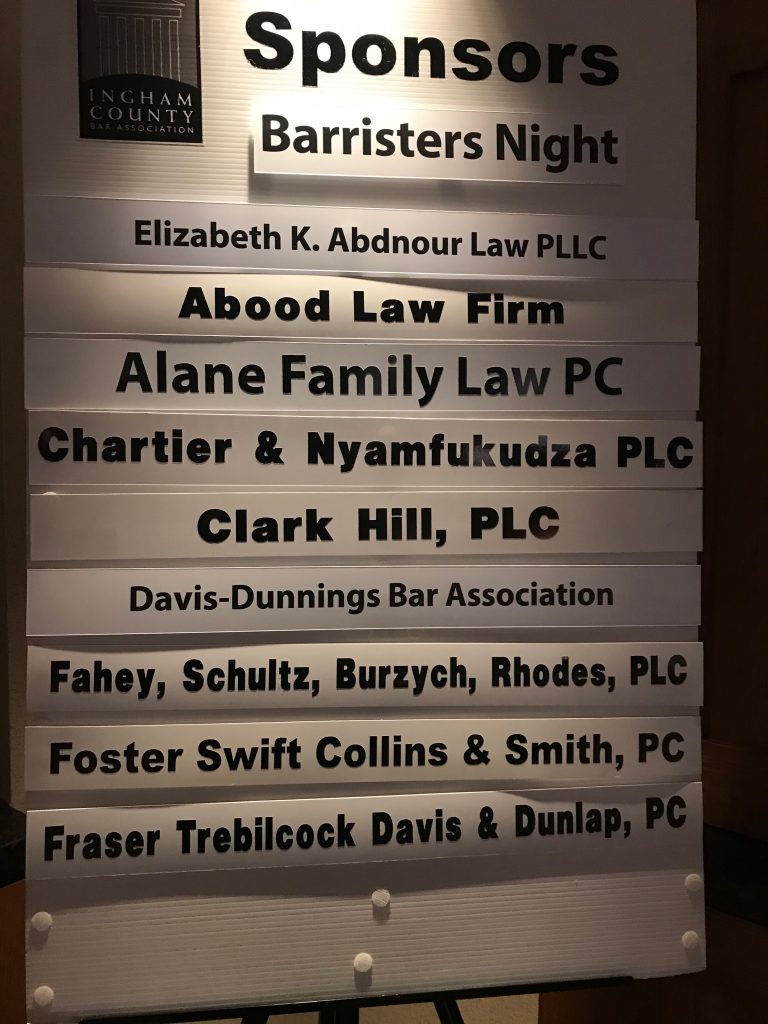 INGHAM
COUNTY
BAR ASSOCIATION
Sponsors
Barristers Night
Elizabeth K. Abdnour Law PLLC
Abood Law Firm
Alane Family Law PC
Chartier & Nyamfukudza PLC
Clark Hill, PLC
Davis-Dunnings Bar Association
Fahey, Schultz, Burzych, Rhodes, PLC
Foster Swift Collins & Smith, PC
Fraser Trebilcock Davis & Dunlap, PC